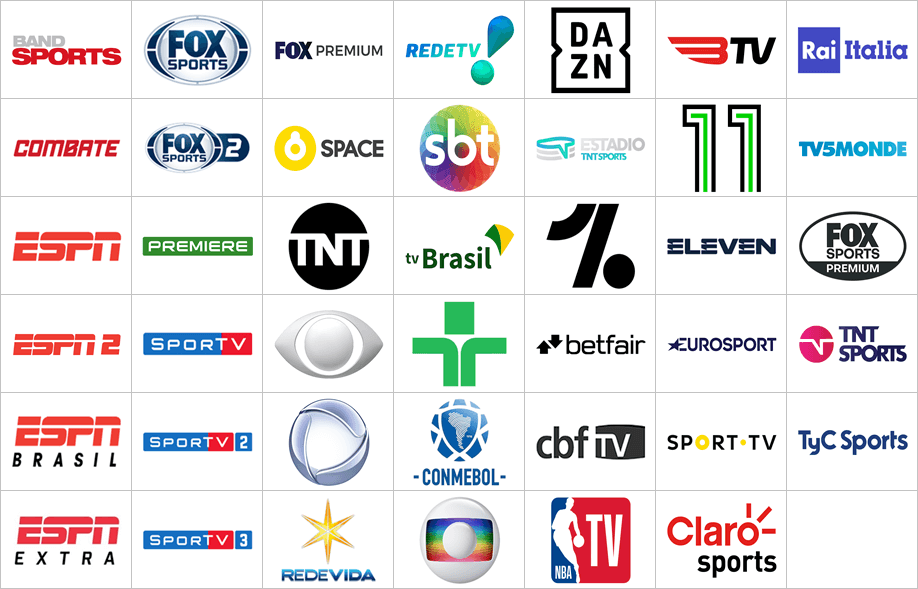 BAND
SPORTS
FOX
SPORTS
FOX PREMIUM
REDETV
DA
ZN
BTV
Rai Italia
COMBATE
FOX
SPORTS 2
6 SPACE
sbt
ESTADIO
TNT SPORTS
11
TV5MONDE
ESPN
PREMIERE
TNT
tv Brasil
1
ELEVEN
FOX
SPORTS
PREMIUM
ESPN 2
SPORTV
betfair
EUROSPORT
TNT
SPORTS
ESPN
BRASIL
SPORTV 2
-CONMEBOL-
cbf TV
SPORT·TV
TyC Sports
ESPN
EXTRA
SPORTV 3
REDEVIDA
NBA
TV
Claro
sports